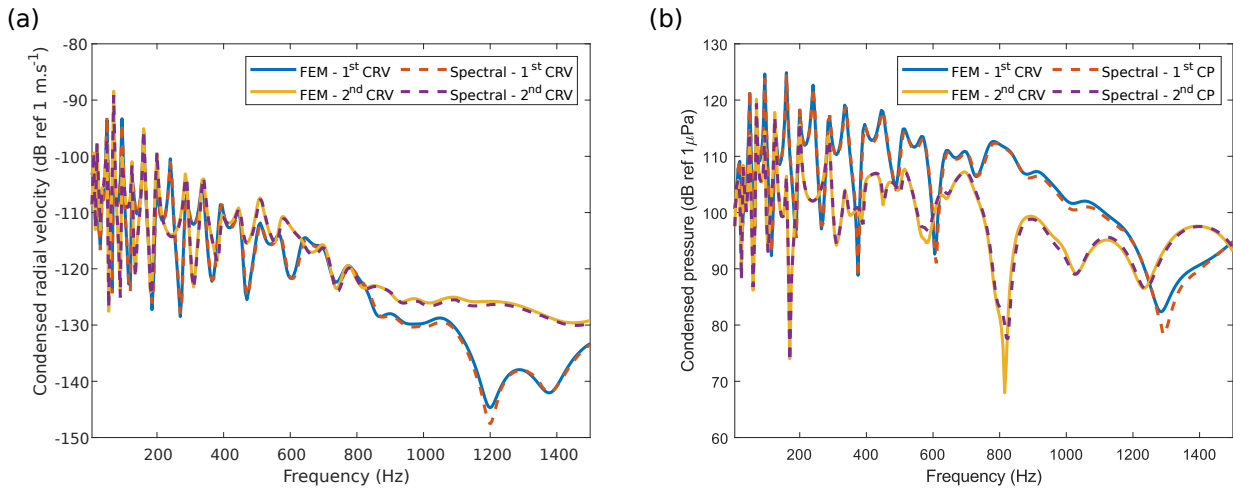 (a)
-80
-90
-100
-110
-120
-130
-140
-150
200 400 600 800 1000 1200 1400
Frequency (Hz)
Condensed radial velocity (dB ref 1 m.s⁻¹)
FEM - 1ˢᵗ CRV Spectral - 1ˢᵗ CRV
FEM - 2ⁿᵈ CRV Spectral - 2ⁿᵈ CRV
(b)
130
120
110
100
90
80
70
60
200 400 600 800 1000 1200 1400
Frequency (Hz)
Condensed pressure (dB ref 1μPa)
FEM - 1ˢᵗ CRV Spectral - 1ˢᵗ CP
FEM - 2ⁿᵈ CRV Spectral - 2ⁿᵈ CP